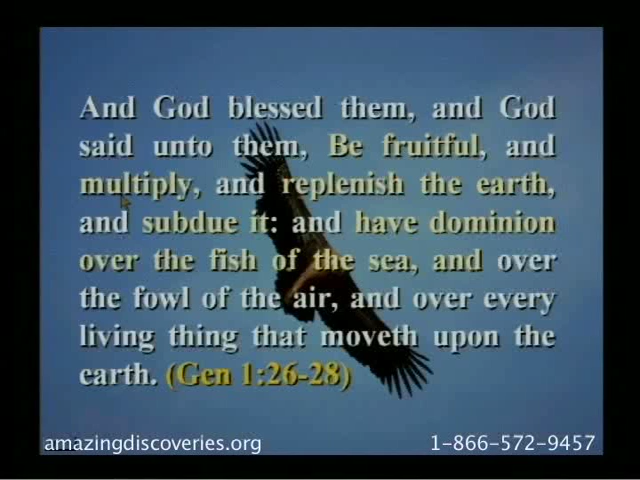 And God blessed them, and God
said unto them, Be fruitful, and
multiply, and replenish the earth,
and subdue it: and have dominion
over the fish of the sea, and over
the fowl of the air, and over every
living thing that moveth upon the
earth. (Gen 1:26-28)
amazingdiscoveries.org 1-866-572-9457